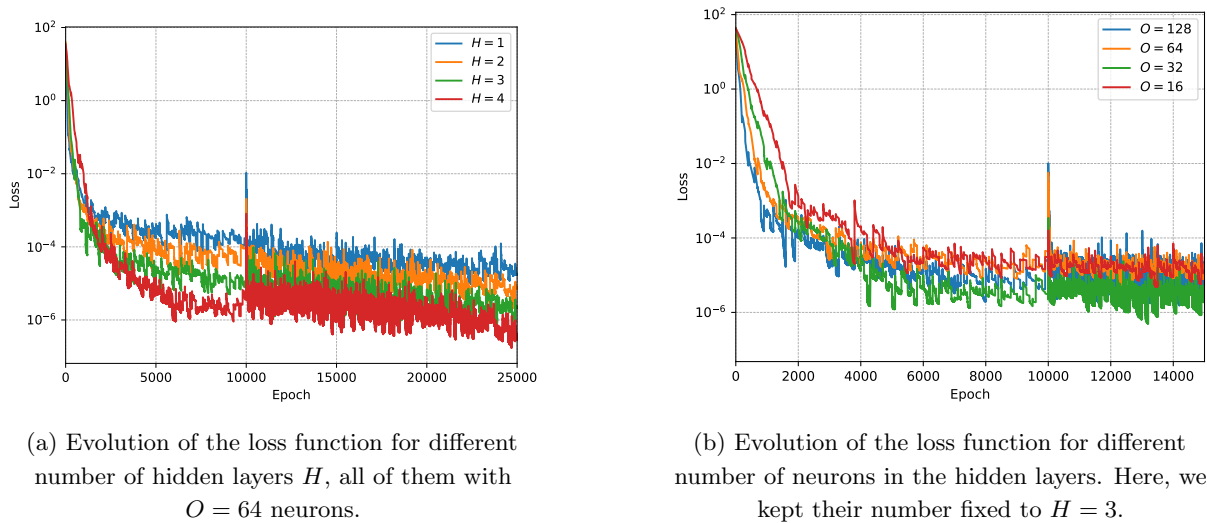 10^2
10^0
10^{-2}
10^{-4}
10^{-6}
Loss
0
5000
10000
15000
20000
25000
Epoch
H = 1
H = 2
H = 3
H = 4
(a) Evolution of the loss function for different
number of hidden layers H, all of them with
O = 64 neurons.
10^2
10^0
10^{-2}
10^{-4}
10^{-6}
Loss
0
2000
4000
6000
8000
10000
12000
14000
Epoch
O = 128
O = 64
O = 32
O = 16
(b) Evolution of the loss function for different
number of neurons in the hidden layers. Here, we
kept their number fixed to H = 3.